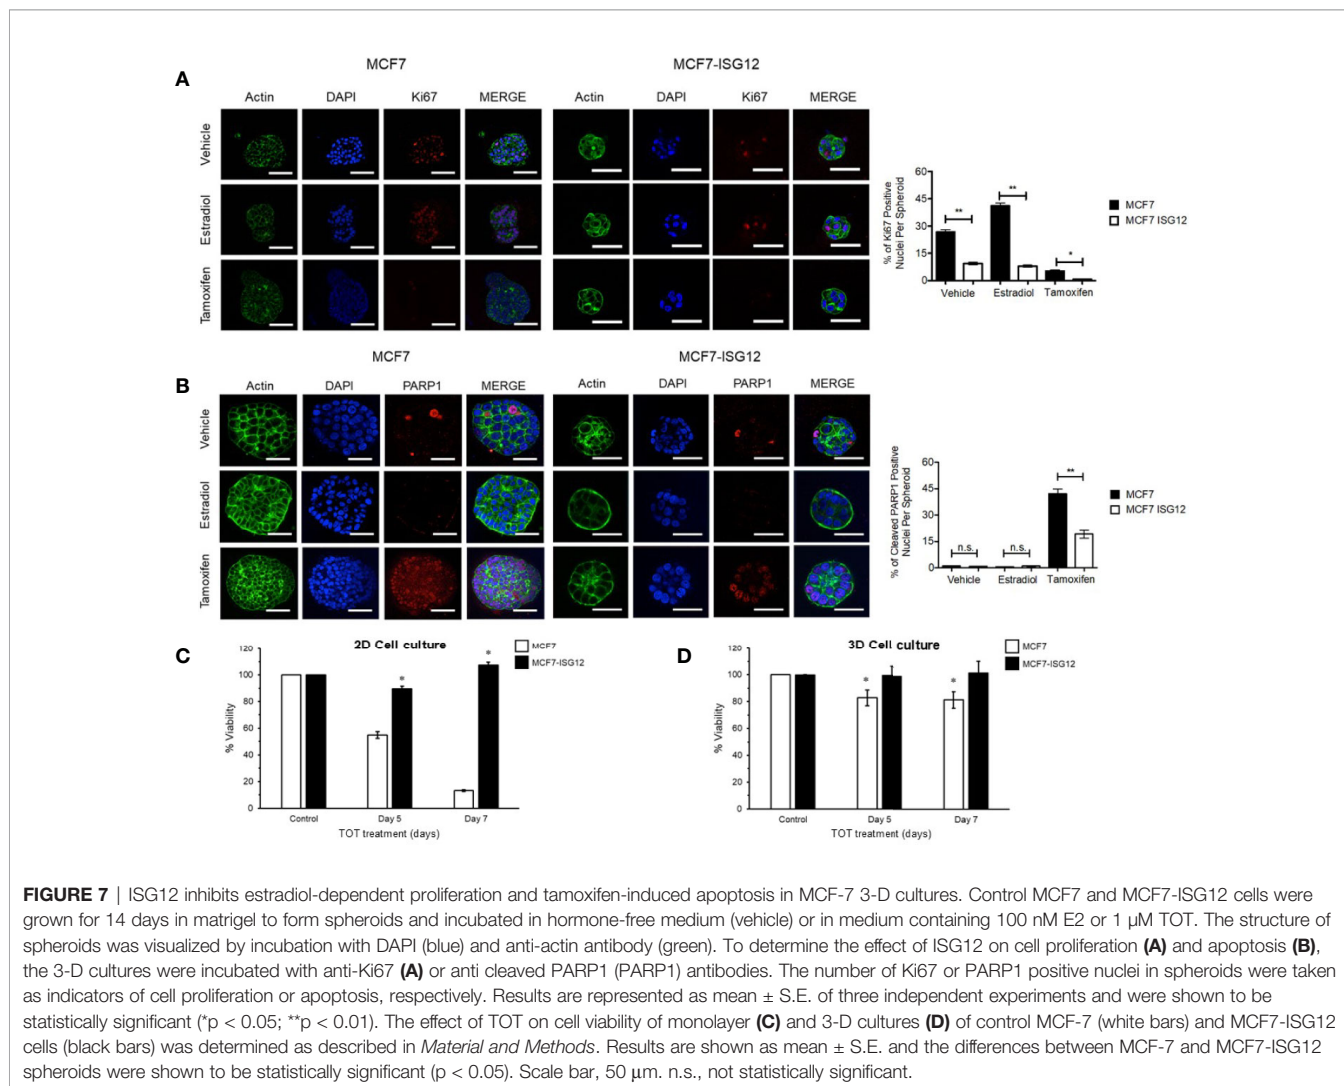 MCF7
MCF7-ISG12
A
Actin
DAPI
Ki67
MERGE
Actin
DAPI
Ki67
MERGE
Vehicle
Estradiol
Tamoxifen
% of Ki67 Positive
Nuclei Per Spheroid
60
45
30
15
0
**
**
*
Vehicle
Estradiol
Tamoxifen
MCF7
MCF7 ISG12
MCF7
MCF7-ISG12
B
Actin
DAPI
PARP1
MERGE
Actin
DAPI
PARP1
MERGE
Vehicle
Estradiol
Tamoxifen
% of Cleaved PARP1 Positive
Nuclei Per Spheroid
60
45
30
15
0
n.s.
n.s.
**
Vehicle
Estradiol
Tamoxifen
MCF7
MCF7 ISG12
C
2D Cell culture
MCF7
MCF7-ISG12
% Viability
120
100
80
60
40
20
0
*
*
Control
Day 5
Day 7
TOT treatment (days)
D
3D Cell culture
MCF7
MCF7-ISG12
% Viability
120
100
80
60
40
20
0
*
*
Control
Day 5
Day 7
TOT treatment (days)
FIGURE 7 | ISG12 inhibits estradiol-dependent proliferation and tamoxifen-induced apoptosis in MCF-7 3-D cultures. Control MCF7 and MCF7-ISG12 cells were
grown for 14 days in matrigel to form spheroids and incubated in hormone-free medium (vehicle) or in medium containing 100 nM E2 or 1 µM TOT. The structure of
spheroids was visualized by incubation with DAPI (blue) and anti-actin antibody (green). To determine the effect of ISG12 on cell proliferation (A) and apoptosis (B),
the 3-D cultures were incubated with anti-Ki67 (A) or anti cleaved PARP1 (PARP1) antibodies. The number of Ki67 or PARP1 positive nuclei in spheroids were taken
as indicators of cell proliferation or apoptosis, respectively. Results are represented as mean ± S.E. of three independent experiments and were shown to be
statistically significant (*p < 0.05; **p < 0.01). The effect of TOT on cell viability of monolayer (C) and 3-D cultures (D) of control MCF-7 (white bars) and MCF7-ISG12
cells (black bars) was determined as described in Material and Methods. Results are shown as mean ± S.E. and the differences between MCF-7 and MCF7-ISG12
spheroids were shown to be statistically significant (p < 0.05). Scale bar, 50 µm. n.s., not statistically significant.